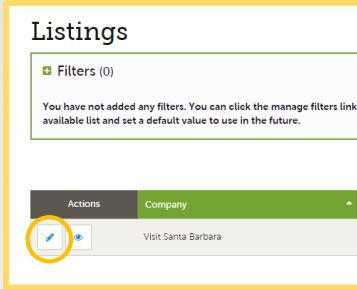 Listings
Filters (0)
You have not added any filters. You can click the manage filters link
available list and set a default value to use in the future.
Actions Company
Visit Santa Barbara